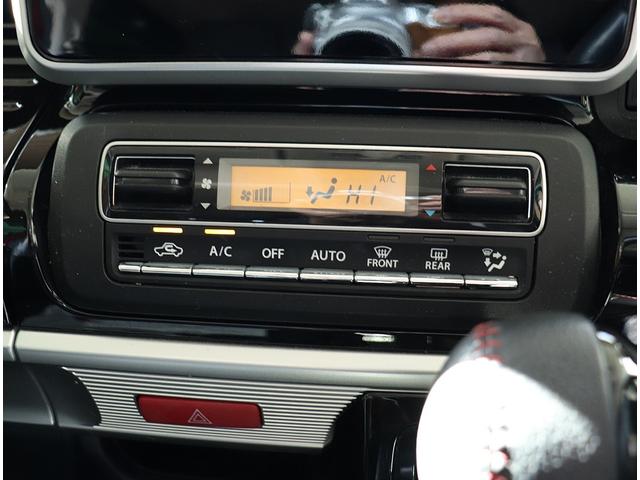 A/C
HI
A/C OFF AUTO FRONT REAR